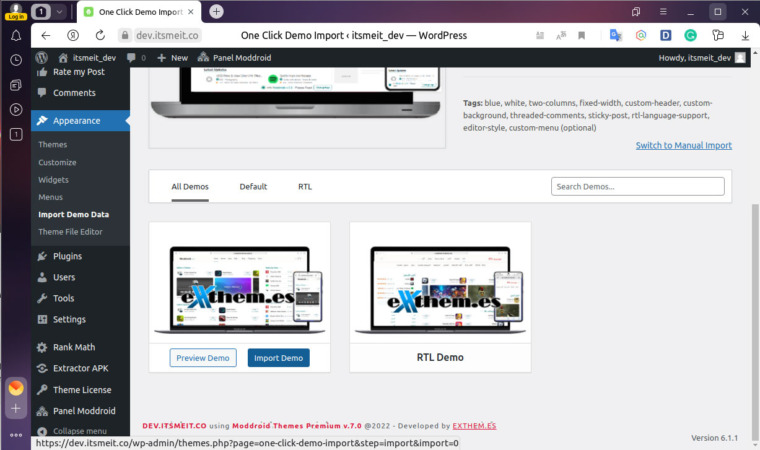 Log in
1
One Click Demo Import
dev.itsmeit.co
One Click Demo Import ‹ itsmeit_dev — WordPress
itsmeit_dev
0
New
Panel Moddroid
Howdy, itsmeit_dev
Rate my Post
Comments
Appearance
Themes
Customize
Widgets
Menus
Import Demo Data
Theme File Editor
Plugins
Users
Tools
Settings
Rank Math
Extractor APK
Theme License
Panel Moddroid
Collapse menu
Tags: blue, white, two-columns, fixed-width, custom-header, custom-
background, threaded-comments, sticky-post, rtl-language-support,
editor-style, custom-menu (optional)
Switch to Manual Import
All Demos
Default
RTL
Search Demos...
eXthem.es
eXthem.es
Preview Demo
Import Demo
RTL Demo
DEV.ITSMEIT.CO using Moddroid Themes Premium v.7.0 @2022 - Developed by EXTHEM.ES
Version 6.1.1
https://dev.itsmeit.co/wp-admin/themes.php?page=one-click-demo-import&step=import&import=0